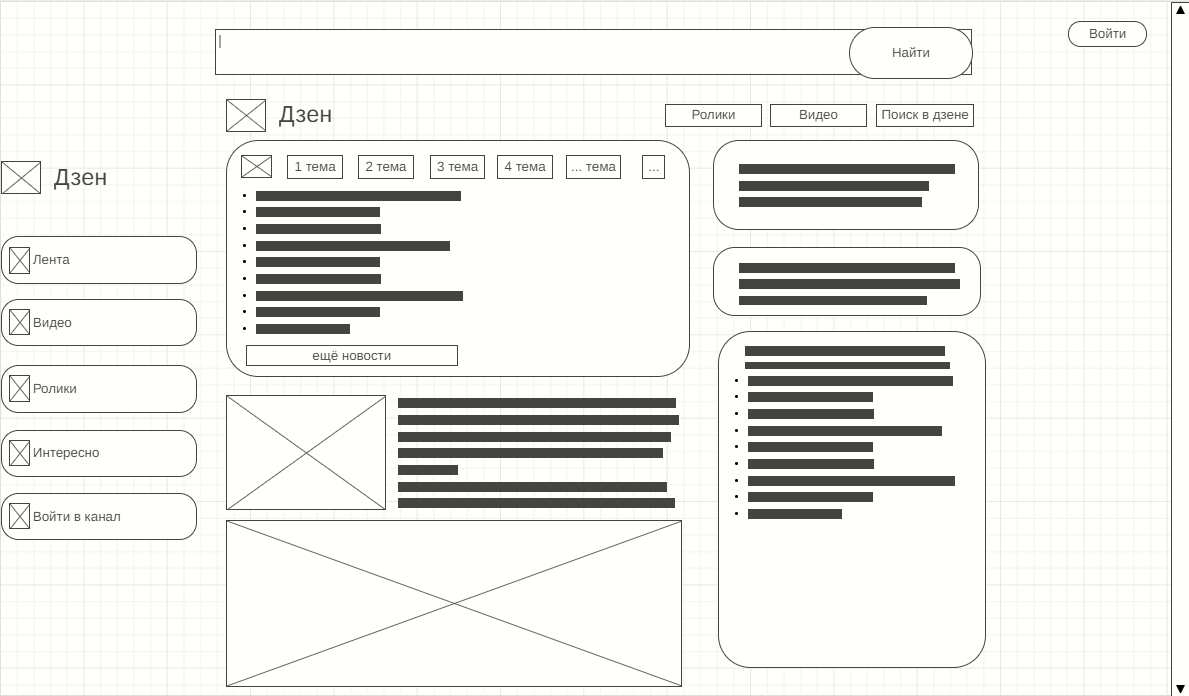 Войти
Найти
Дзен
Ролики
Видео
Поиск в дзене
1 тема
2 тема
3 тема
4 тема
... тема
...
ещё новости
Дзен
Лента
Видео
Ролики
Интересно
Войти в канал